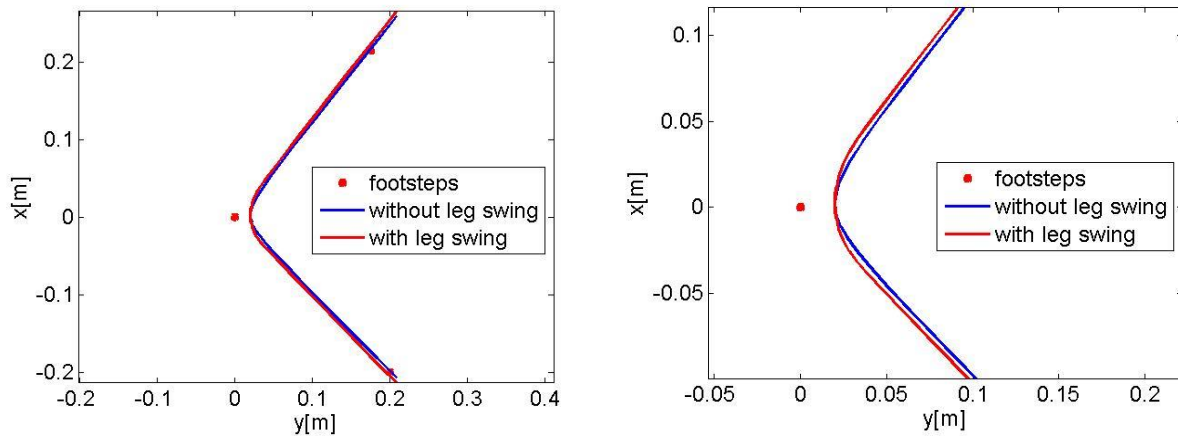 0.2
0.1
0
-0.1
-0.2
x[m]
-0.2
-0.1
0
0.1
0.2
0.3
0.4
y[m]
footsteps
without leg swing
with leg swing
0.1
0.05
0
-0.05
x[m]
-0.05
0
0.05
0.1
0.15
0.2
y[m]
footsteps
without leg swing
with leg swing